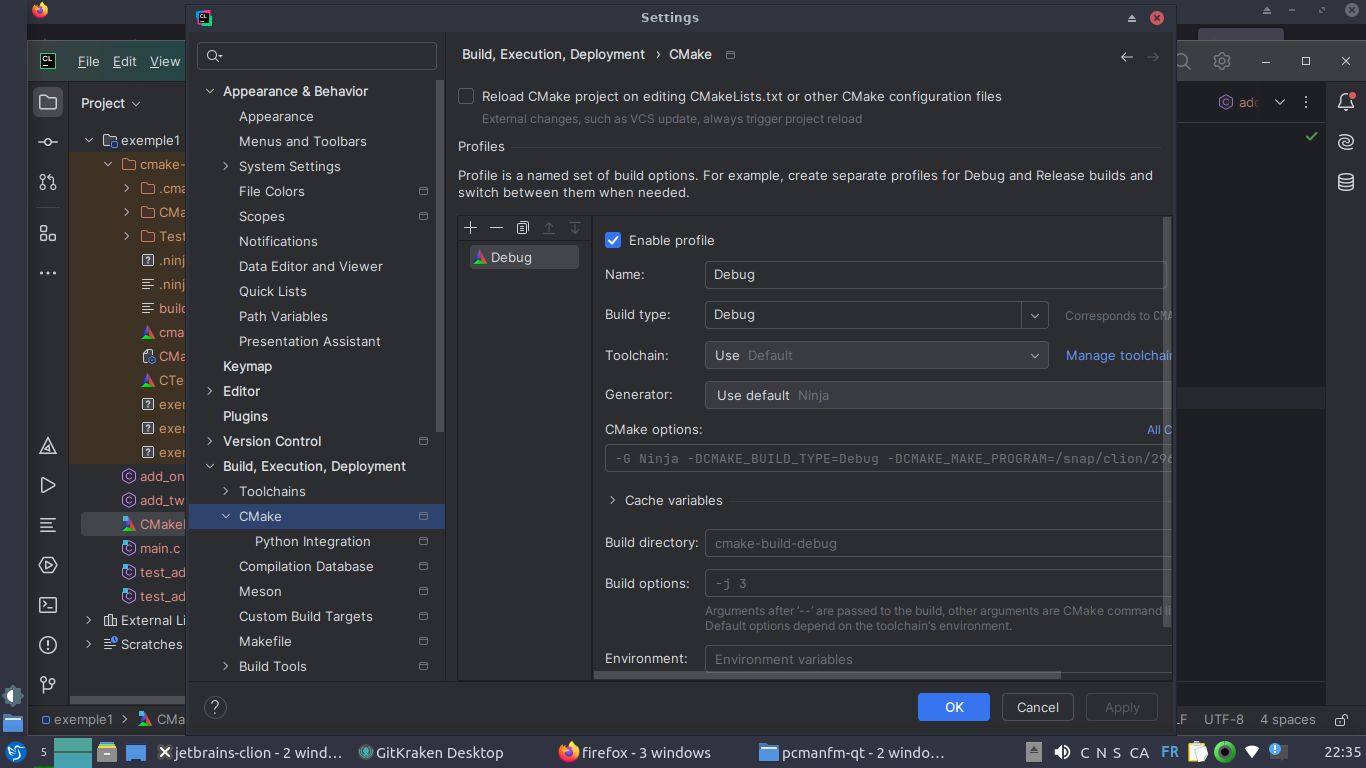 Settings
CL
File Edit View
Project
exemple1
cmake-
.cma
CMa
Test
.ninj
.ninj
build
cma
CMa
CTe
exer
exer
exer
add_on
add_tw
CMakeL
main.c
test_ad
test_ad
External Li
Scratches
Appearance & Behavior
Appearance
Menus and Toolbars
System Settings
File Colors
Scopes
Notifications
Data Editor and Viewer
Quick Lists
Path Variables
Presentation Assistant
Keymap
Editor
Plugins
Version Control
Build, Execution, Deployment
Toolchains
CMake
Python Integration
Compilation Database
Meson
Custom Build Targets
Makefile
Build Tools
Build, Execution, Deployment › CMake
Reload CMake project on editing CMakeLists.txt or other CMake configuration files
External changes, such as VCS update, always trigger project reload
Profiles
Profile is a named set of build options. For example, create separate profiles for Debug and Release builds and
switch between them when needed.
Debug
Enable profile
Name: Debug
Build type: Debug Corresponds to CMA
Toolchain: Use Default Manage toolchain
Generator: Use default Ninja
CMake options: All C
-G Ninja -DCMAKE_BUILD_TYPE=Debug -DCMAKE_MAKE_PROGRAM=/snap/clion/296
Cache variables
Build directory: cmake-build-debug
Build options: -j 3
Arguments after '--' are passed to the build, other arguments are CMake command li
Default options depend on the toolchain's environment.
Environment: Environment variables
? OK Cancel Apply
add
exemple1 › CMa
LF UTF-8 4 spaces
5 jetbrains-clion - 2 wind... GitKraken Desktop firefox - 3 windows pcmanfm-qt - 2 windo... C N S CA FR 22:35